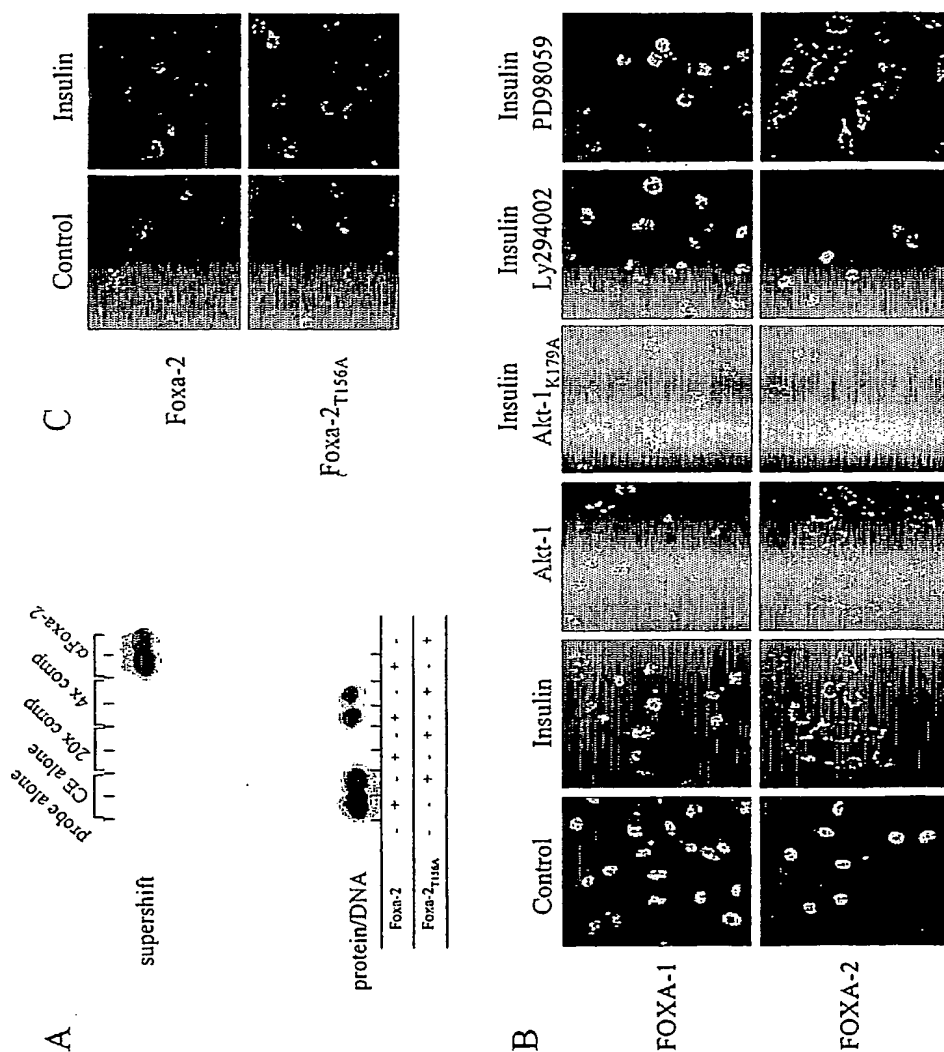 A
probe alone
CE alone
20x comp
4x comp
αFoxa-2
supershift
protein/DNA
Foxa-2 - + - + - + - + -
Foxa-2T156A - - + - + - + - +
C
Control Insulin
Foxa-2
Foxa-2T156A
B
Control Insulin Akt-1 Insulin Akt-1K179A Insulin Ly294002 Insulin PD98059
FOXA-1
FOXA-2